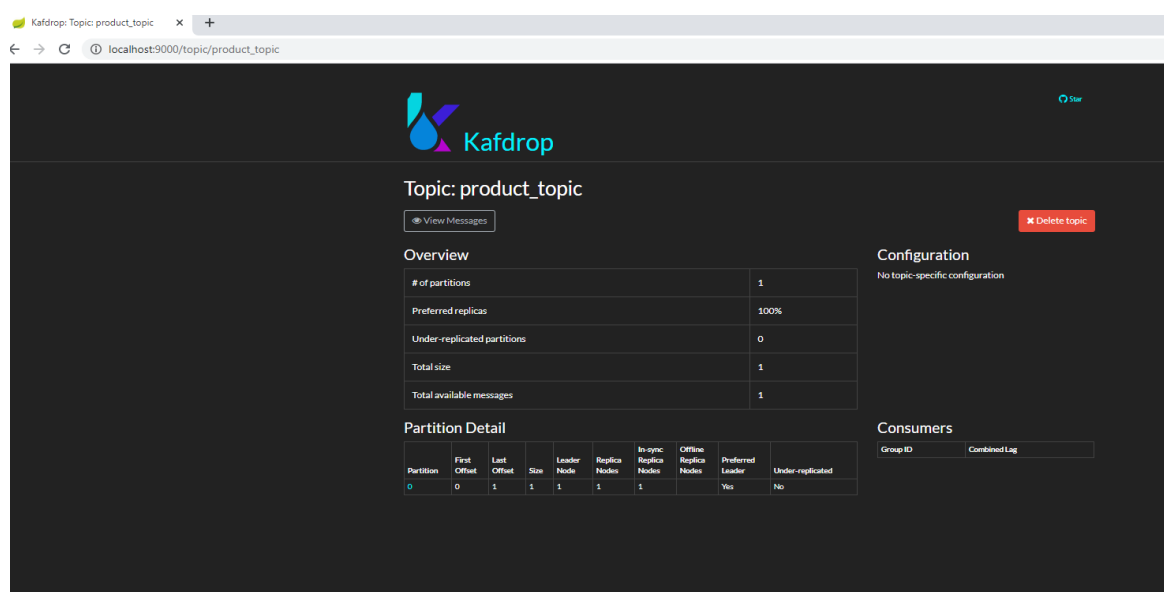 Kafdrop: Topic: product_topic
localhost:9000/topic/product_topic
Star
Kafdrop
Topic: product_topic
View Messages
Delete topic
Overview
# of partitions 1
Preferred replicas 100%
Under-replicated partitions 0
Total size 1
Total available messages 1
Configuration
No topic-specific configuration
Partition Detail
Partition First Offset Last Offset Size Leader Node Replica Nodes In-sync Replica Nodes Offline Replica Nodes Preferred Leader Under-replicated
0 0 1 1 1 1 1 Yes No
Consumers
Group ID Combined Lag